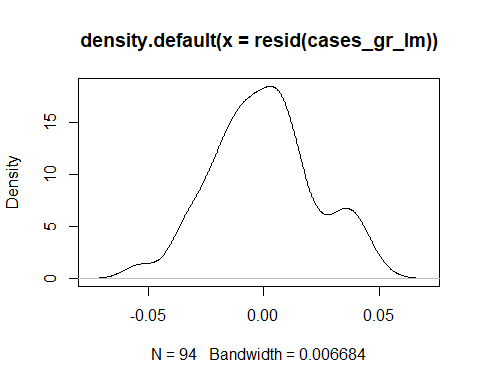 density.default(x = resid(cases_gr_lm))
Density
0
5
10
15
-0.05
0.00
0.05
N = 94   Bandwidth = 0.006684